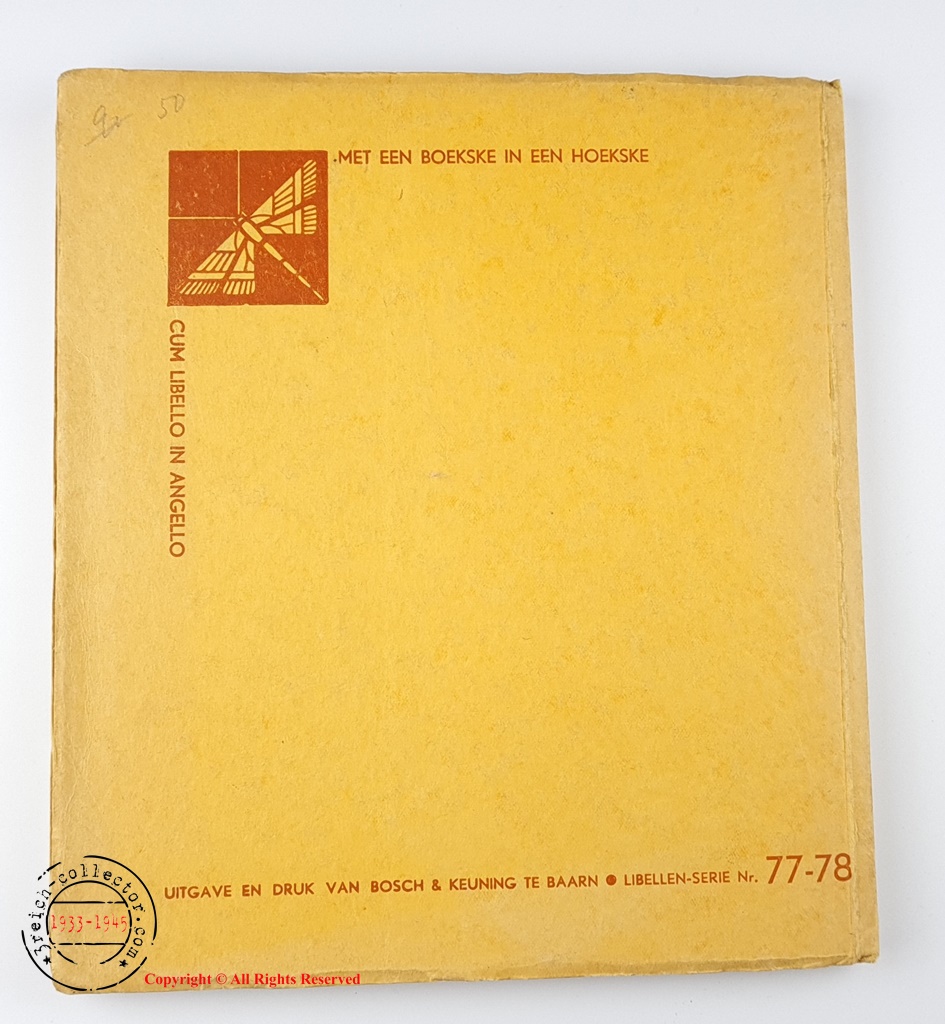 90 50
·MET EEN BOEKSKE IN EEN HOEKSKE
CUM LIBELLO IN ANGELLO
UITGAVE EN DRUK VAN BOSCH & KEUNING TE BAARN ● LIBELLEN-SERIE Nr. 77-78
3reich-collector.com
1933-1945
Copyright © All Rights Reserved